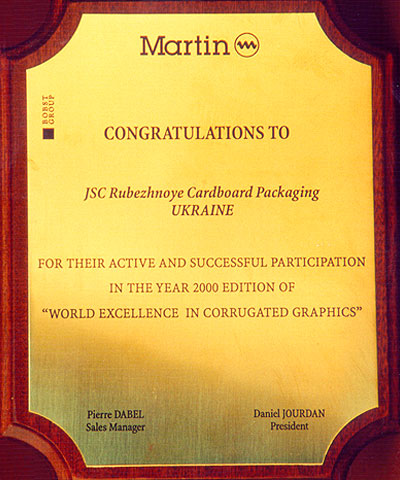 Martin
BOBST
GROUP
CONGRATULATIONS TO
JSC Rubezhnoye Cardboard Packaging
UKRAINE
FOR THEIR ACTIVE AND SUCCESSFUL PARTICIPATION
IN THE YEAR 2000 EDITION OF
“WORLD EXCELLENCE IN CORRUGATED GRAPHICS”
Pierre DABEL
Sales Manager
Daniel JOURDAN
President